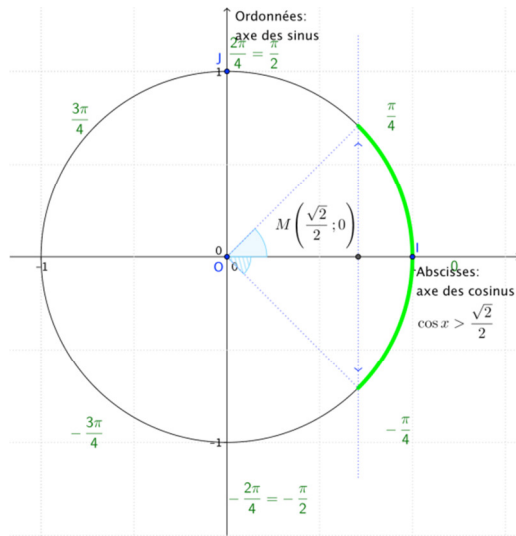 Ordonnées:
axe des sinus
J
2π/4 = π/2
1
3π/4
π/4
M(√2/2 ;0)
-1
0
O
0
I
0
Abscisses:
axe des cosinus
cos x > √2/2
-3π/4
-π/4
-1
-2π/4 = -π/2